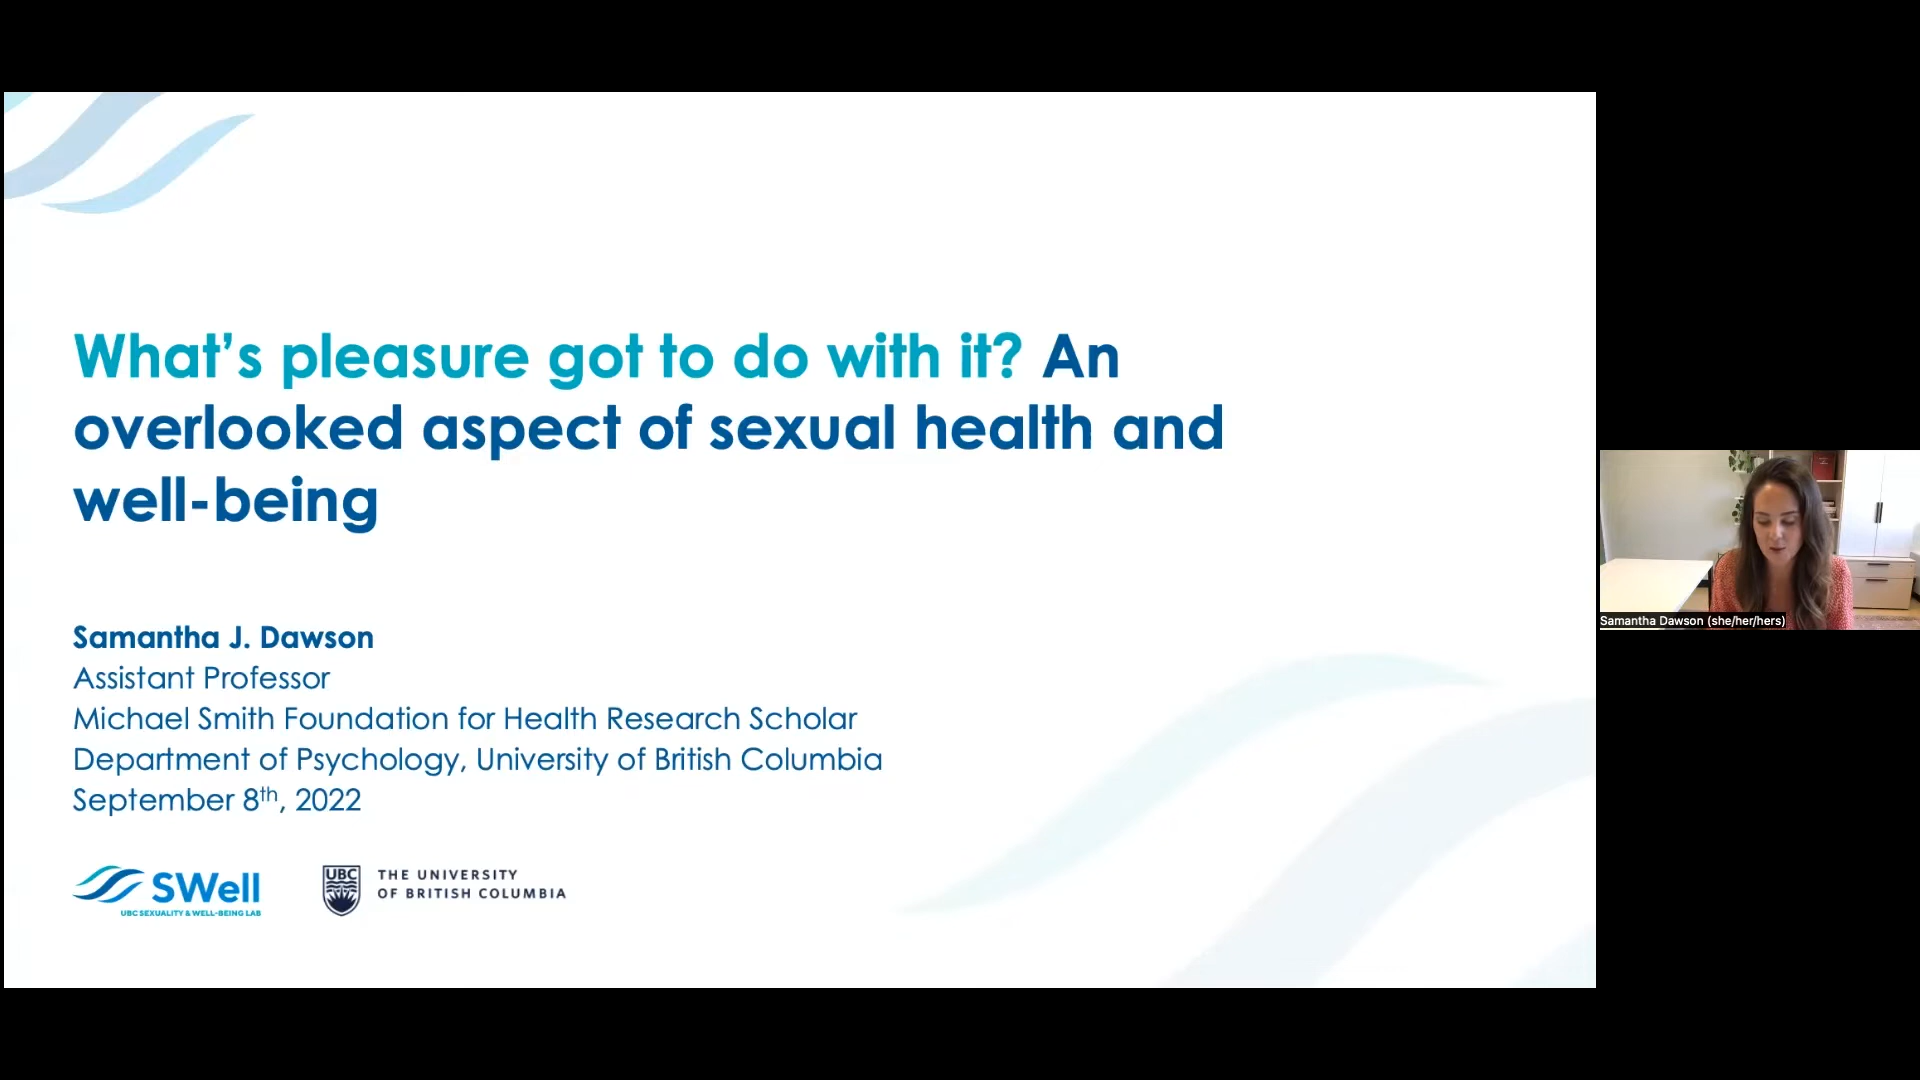 What's pleasure got to do with it? An
overlooked aspect of sexual health and
well-being
Samantha J. Dawson
Assistant Professor
Michael Smith Foundation for Health Research Scholar
Department of Psychology, University of British Columbia
September 8th, 2022
SWell
UBC SEXUALITY & WELL-BEING LAB
UBC
THE UNIVERSITY
OF BRITISH COLUMBIA
Samantha Dawson (she/her/hers)